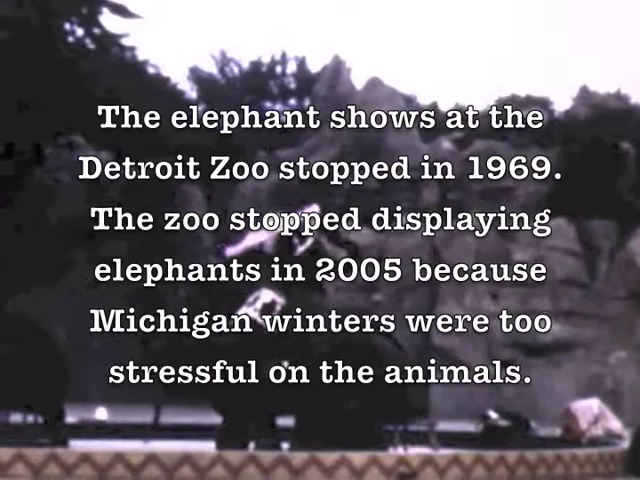 The elephant shows at the
Detroit Zoo stopped in 1969.
The zoo stopped displaying
elephants in 2005 because
Michigan winters were too
stressful on the animals.